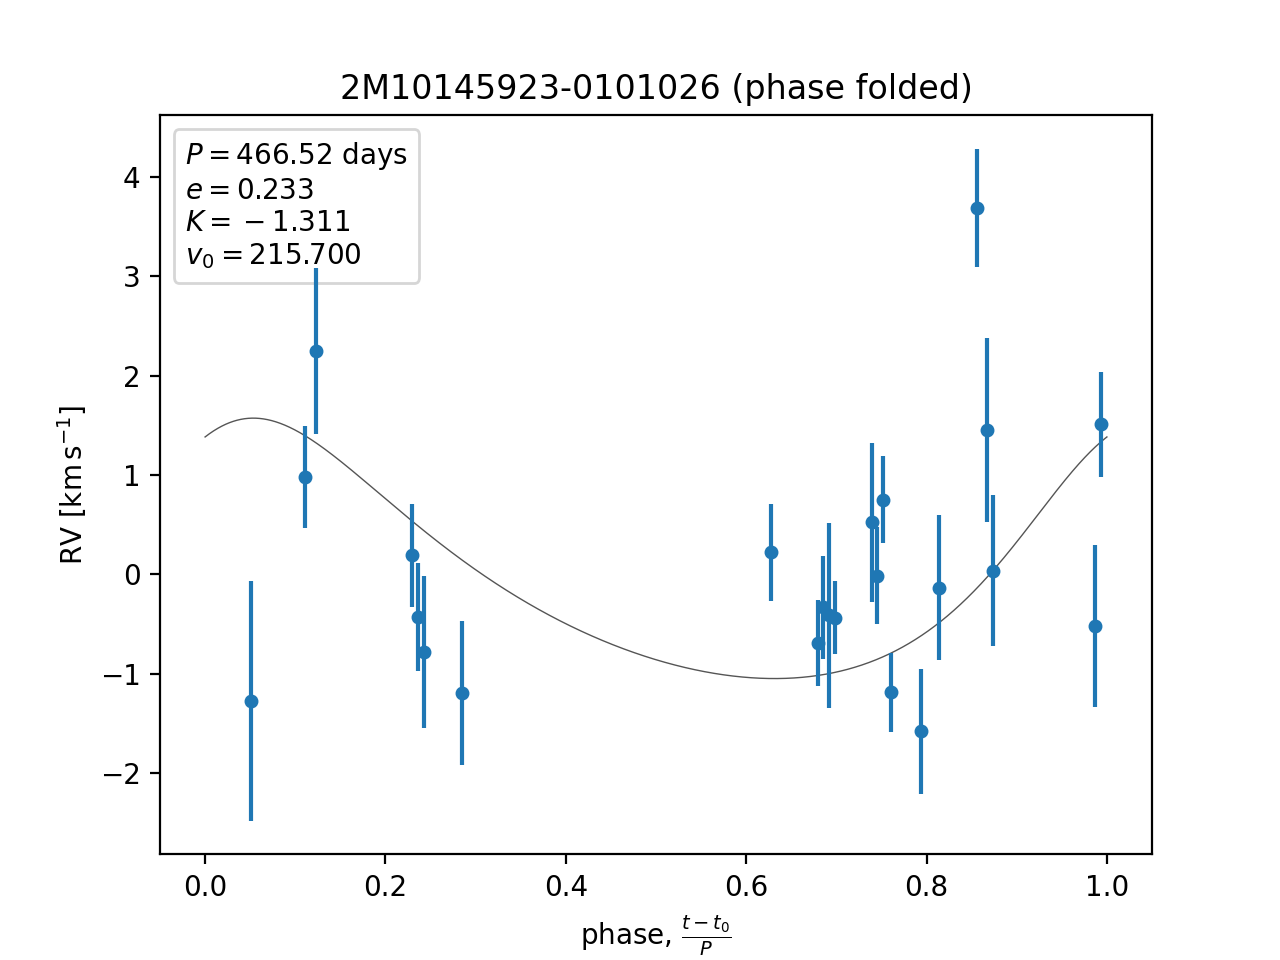 2M10145923-0101026 (phase folded)
P = 466.52 days
e = 0.233
K = −1.311
v₀ = 215.700
RV [km s⁻¹]
4
3
2
1
0
−1
−2
0.0 0.2 0.4 0.6 0.8 1.0
phase, (t − t₀)/P